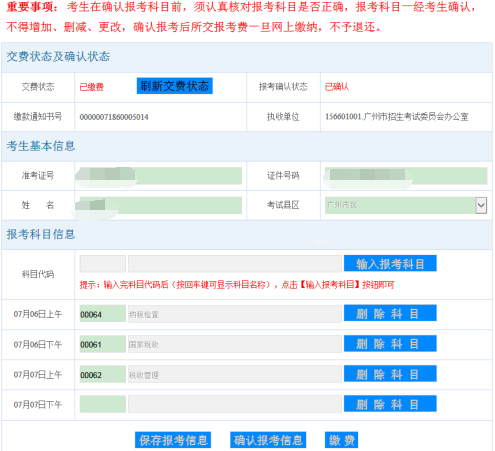 重要事项： 考生在确认报考科目前，须认真核对报考科目是否正确，报考科目一经考生确认，
不得增加、删减、更改，确认报考后所交报考费一旦网上缴纳，不予退还。
交费状态及确认状态
交费状态 已缴费 刷新交费状态 报考确认状态 已确认
缴款通知书号 00000071860005014 执收单位 156601001.广州市招生考试委员会办公室
考生基本信息
准考证号 证件号码
姓 名 考试县区 广州市区
报考科目信息
科目代码 输入报考科目
提示：输入完科目代码后（按回车键可显示科目名称），点击【输入报考科目】按钮即可
07月06日上午 00064 纳税检查 删 除 科 目
07月06日下午 00061 国家税收 删 除 科 目
07月07日上午 00062 税收管理 删 除 科 目
07月07日下午 删 除 科 目
保存报考信息 确认报考信息 缴 费